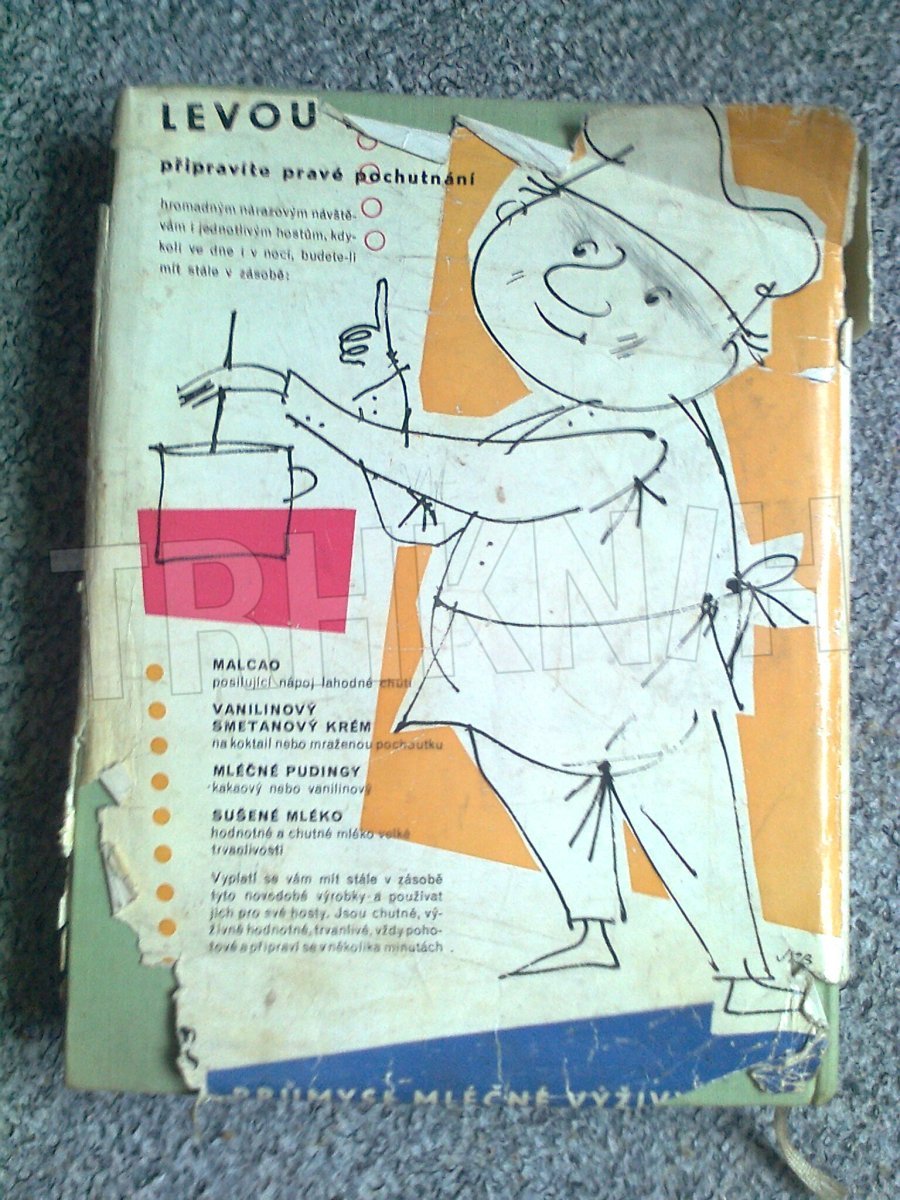 LEVOU
připravíte pravé pochutnání
hromadným nárazovým návště-
vám i jednotlivým hostům, kdy-
koli ve dne i v noci, budete-li
mít stále v zásobě:
MALCAO
posilující nápoj lahodné chuti
VANILINOVÝ
SMETANOVÝ KRÉM
na koktail nebo mraženou pochoutku
MLÉČNÉ PUDINGY
kakaový nebo vanilinový
SUŠENÉ MLÉKO
hodnotné a chutné mléko velké
trvanlivosti
Vyplatí se vám mít stále v zásobě
tyto novodobé výrobky a používat
jich pro své hosty. Jsou chutné, vý-
živně hodnotné, trvanlivé, vždy poho-
tové a připraví se v několika minutách .
PRŮMYSL MLÉČNÉ VÝŽIVY
TRHKNIH